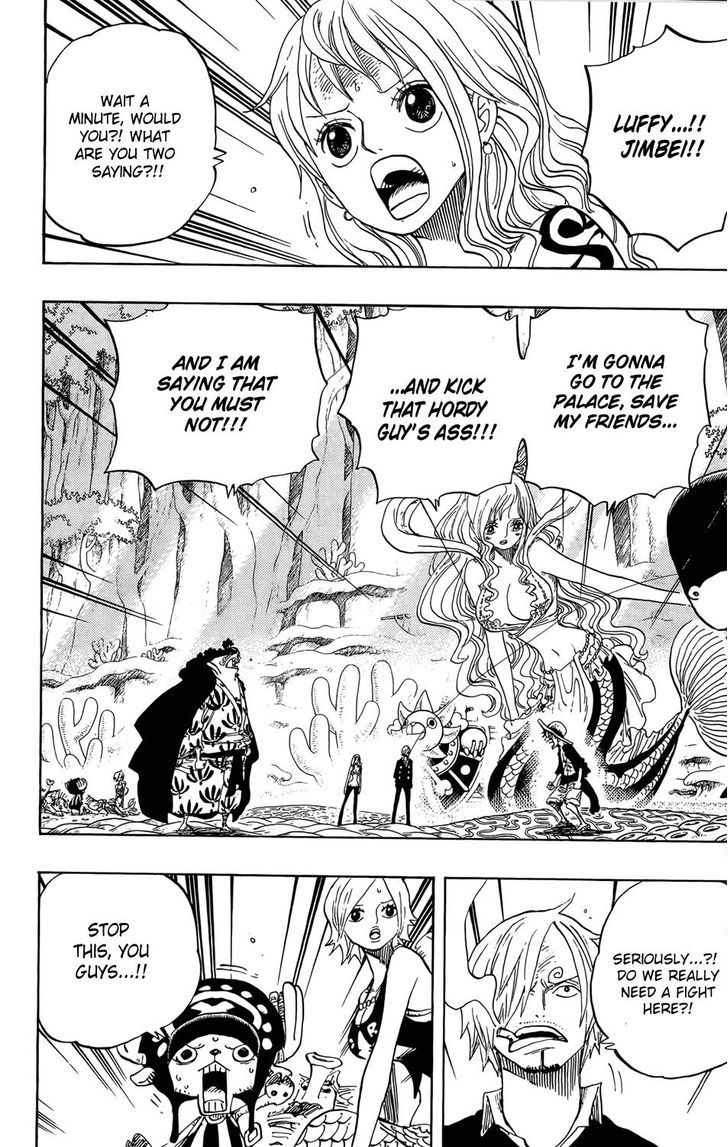 LUFFY...!!
JIMBEI!!
WAIT A
MINUTE, WOULD
YOU?! WHAT
ARE YOU TWO
SAYING?!!
I'M GONNA
GO TO THE
PALACE, SAVE
MY FRIENDS...
...AND KICK
THAT HORDY
GUY'S ASS!!!
AND I AM
SAYING THAT
YOU MUST
NOT!!!
SERIOUSLY...?!
DO WE REALLY
NEED A FIGHT
HERE?!
STOP
THIS, YOU
GUYS...!!